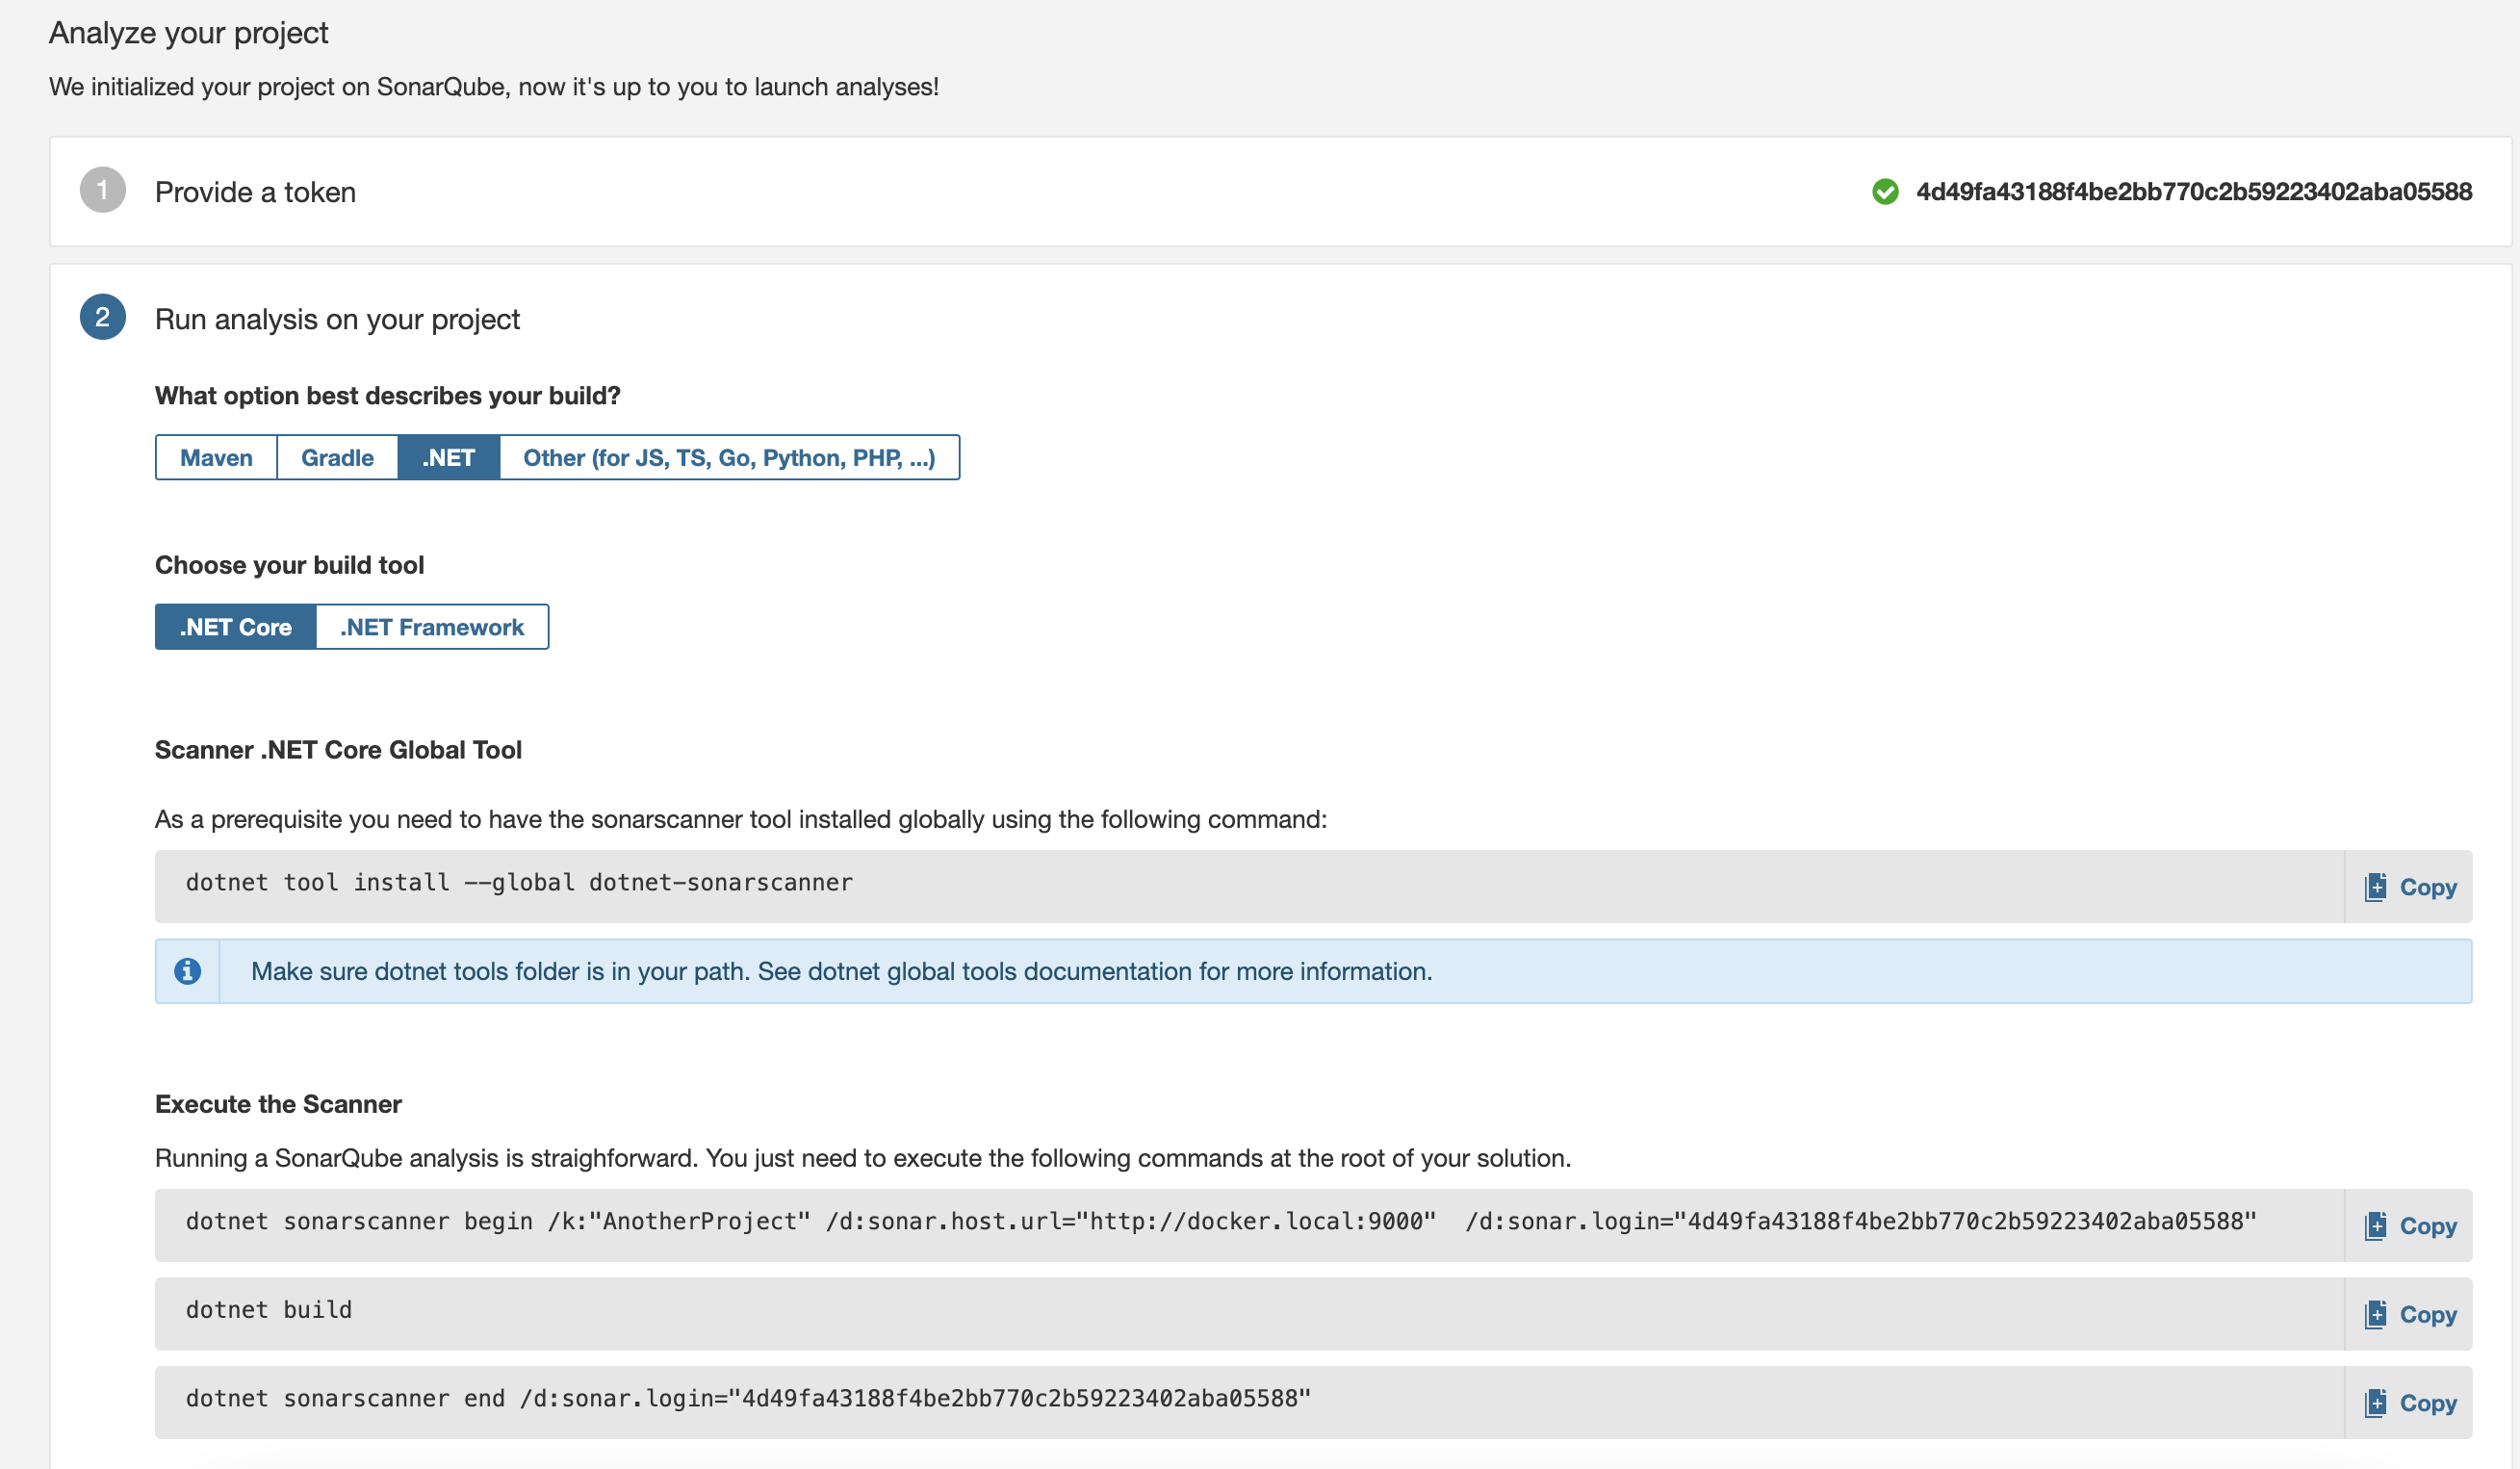 Analyze your project
We initialized your project on SonarQube, now it's up to you to launch analyses!
1 Provide a token 4d49fa43188f4be2bb770c2b59223402aba05588
2 Run analysis on your project
What option best describes your build?
Maven Gradle .NET Other (for JS, TS, Go, Python, PHP, ...)
Choose your build tool
.NET Core .NET Framework
Scanner .NET Core Global Tool
As a prerequisite you need to have the sonarscanner tool installed globally using the following command:
dotnet tool install --global dotnet-sonarscanner Copy
Make sure dotnet tools folder is in your path. See dotnet global tools documentation for more information.
Execute the Scanner
Running a SonarQube analysis is straighforward. You just need to execute the following commands at the root of your solution.
dotnet sonarscanner begin /k:"AnotherProject" /d:sonar.host.url="http://docker.local:9000"  /d:sonar.login="4d49fa43188f4be2bb770c2b59223402aba05588" Copy
dotnet build Copy
dotnet sonarscanner end /d:sonar.login="4d49fa43188f4be2bb770c2b59223402aba05588" Copy